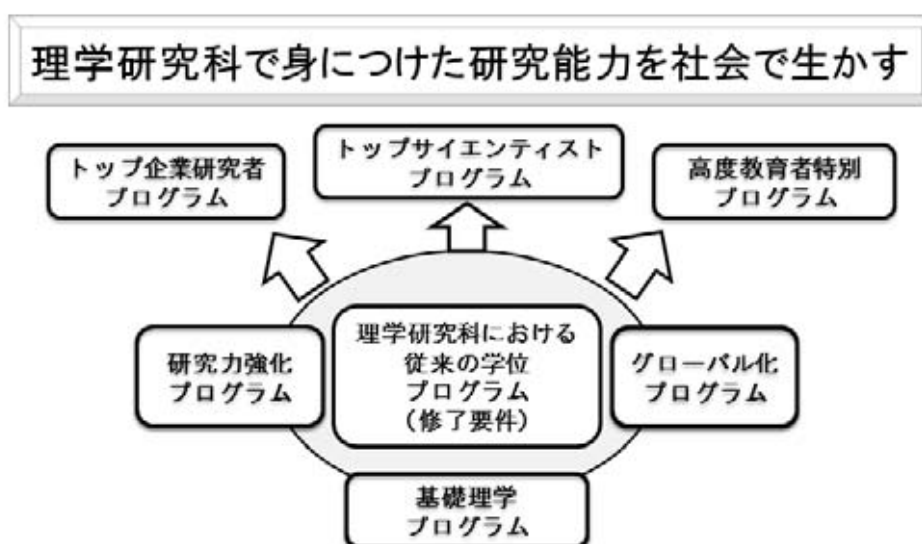 理学研究科で身につけた研究能力を社会で生かす
トップ企業研究者
プログラム
トップサイエンティスト
プログラム
高度教育者特別
プログラム
研究力強化
プログラム
理学研究科における
従来の学位
プログラム
(修了要件)
グローバル化
プログラム
基礎理学
プログラム